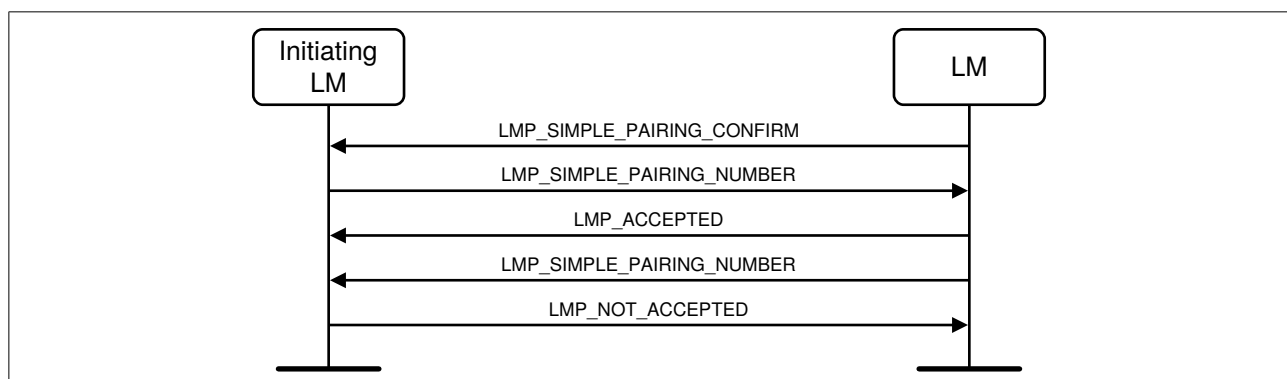 Initiating
LM
LM
LMP_SIMPLE_PAIRING_CONFIRM
LMP_SIMPLE_PAIRING_NUMBER
LMP_ACCEPTED
LMP_SIMPLE_PAIRING_NUMBER
LMP_NOT_ACCEPTED